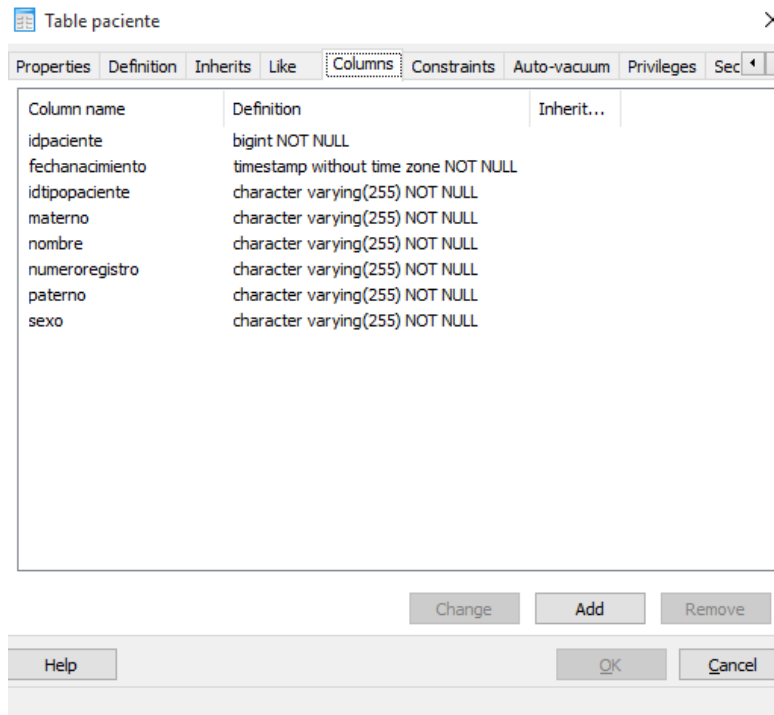 Table paciente
Properties Definition Inherits Like Columns Constraints Auto-vacuum Privileges Sec
Column name Definition Inherit...
idpaciente bigint NOT NULL
fechanacimiento timestamp without time zone NOT NULL
idtipopaciente character varying(255) NOT NULL
materno character varying(255) NOT NULL
nombre character varying(255) NOT NULL
numeroregistro character varying(255) NOT NULL
paterno character varying(255) NOT NULL
sexo character varying(255) NOT NULL
Change Add Remove
Help OK Cancel